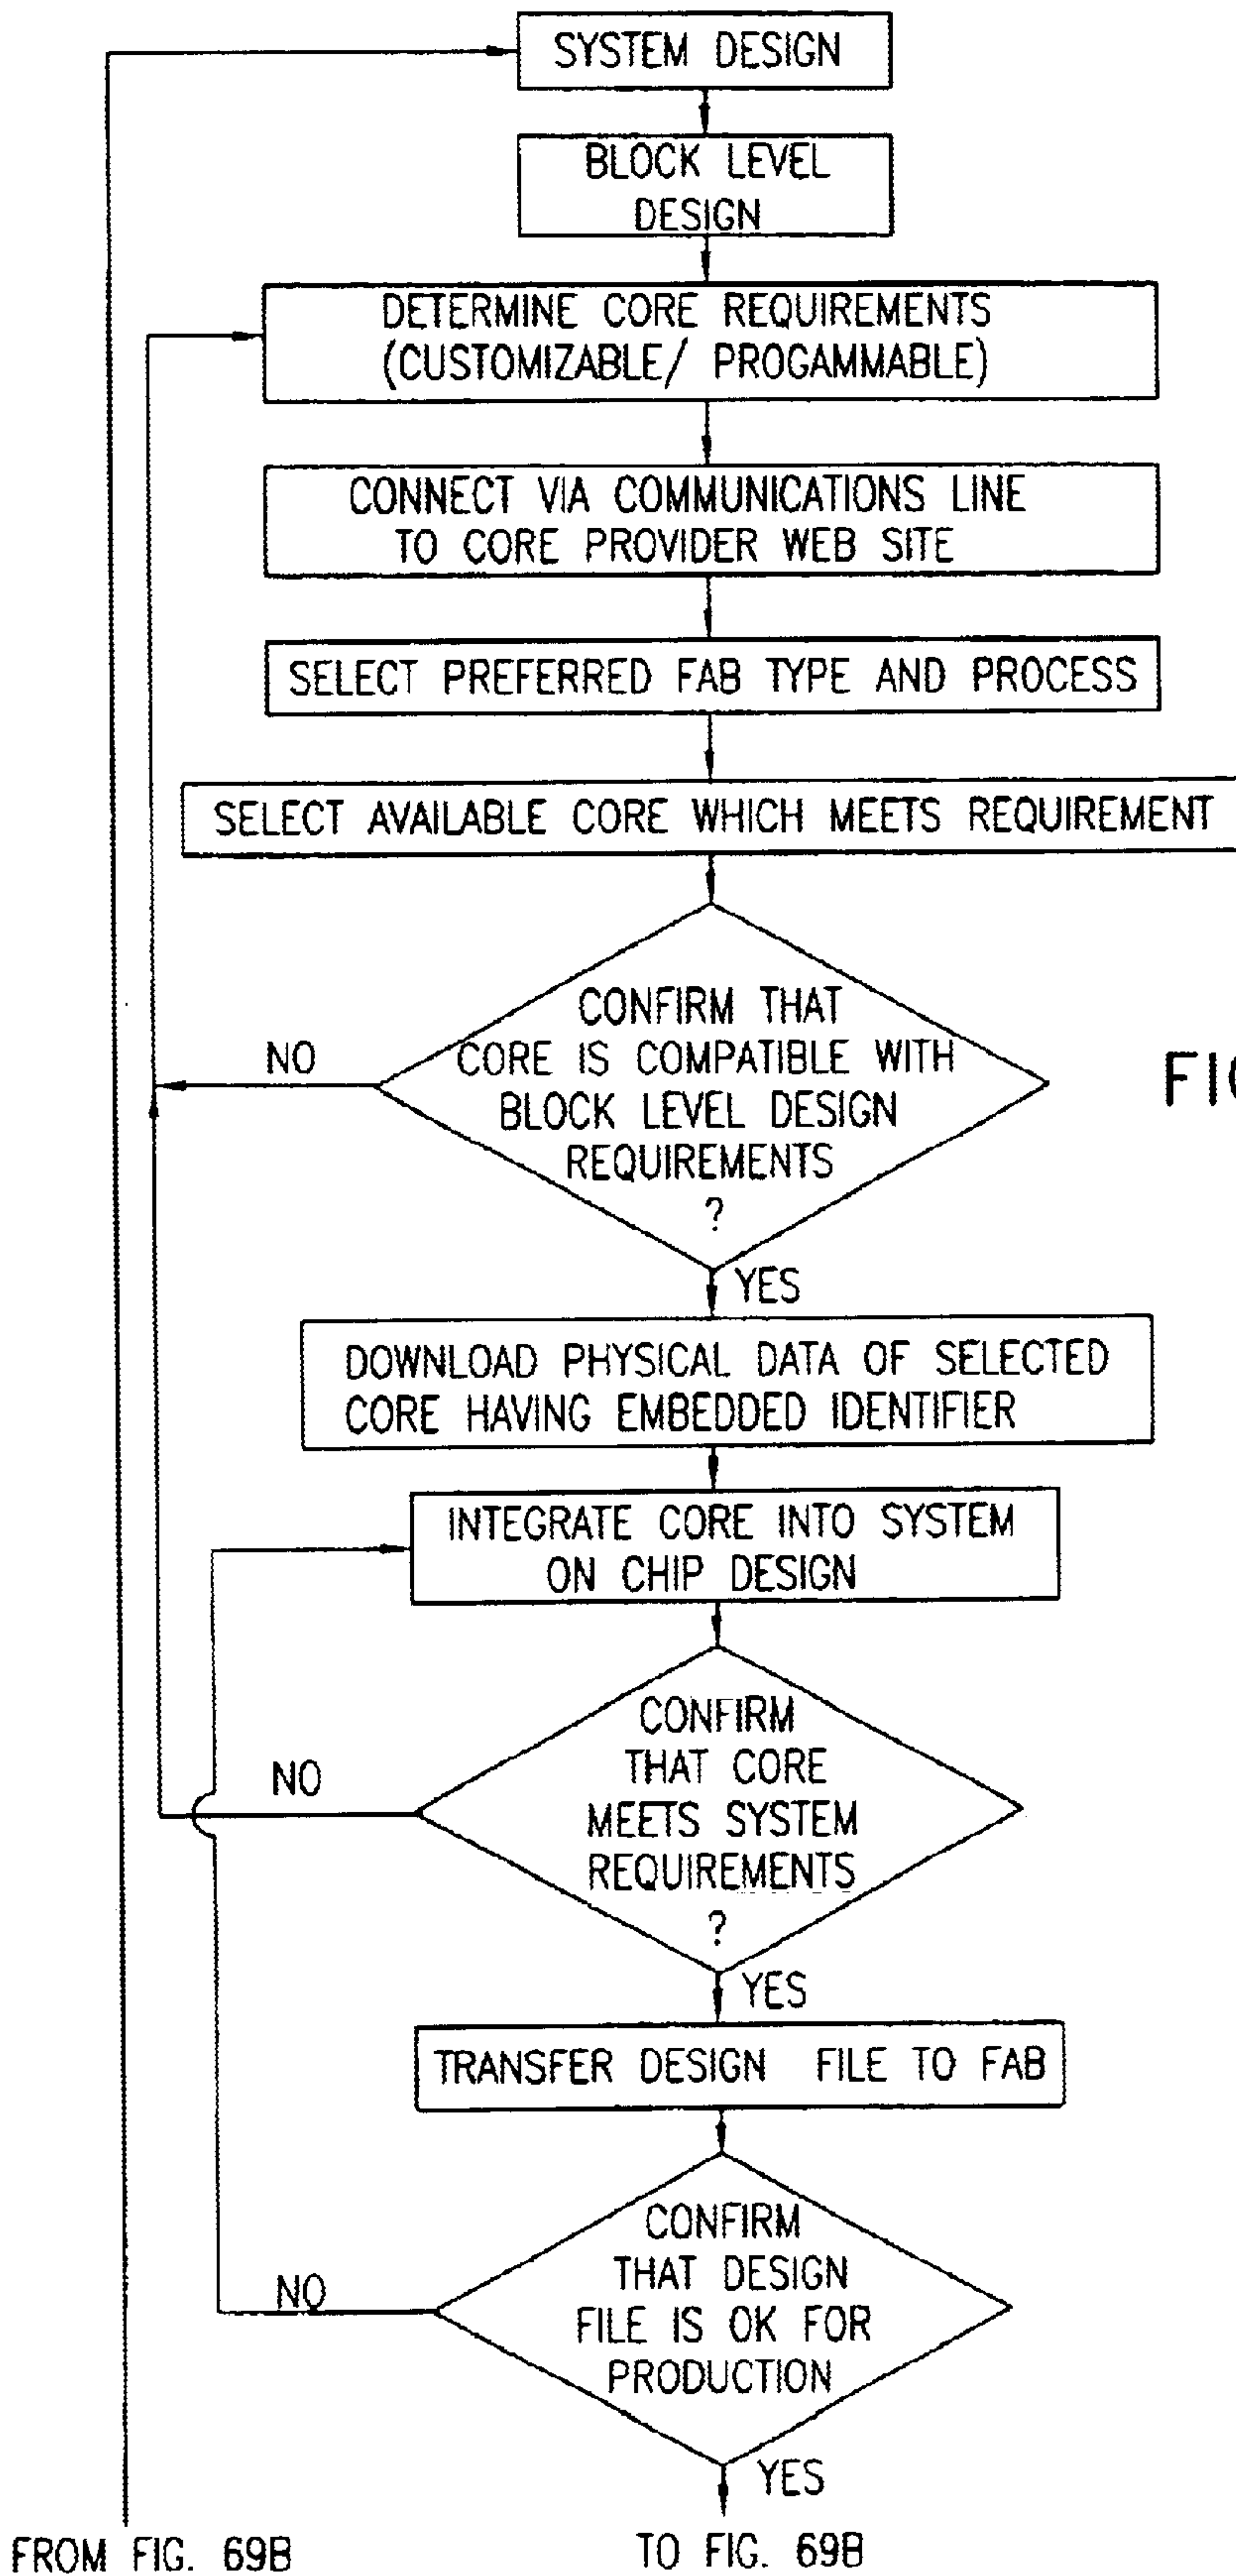 SYSTEM DESIGN
BLOCK LEVEL
DESIGN
DETERMINE CORE REQUIREMENTS
(CUSTOMIZABLE/ PROGAMMABLE)
CONNECT VIA COMMUNICATIONS LINE
TO CORE PROVIDER WEB SITE
SELECT PREFERRED FAB TYPE AND PROCESS
SELECT AVAILABLE CORE WHICH MEETS REQUIREMENT
CONFIRM THAT
CORE IS COMPATIBLE WITH
BLOCK LEVEL DESIGN
REQUIREMENTS
?
NO
YES
DOWNLOAD PHYSICAL DATA OF SELECTED
CORE HAVING EMBEDDED IDENTIFIER
INTEGRATE CORE INTO SYSTEM
ON CHIP DESIGN
CONFIRM
THAT CORE
MEETS SYSTEM
REQUIREMENTS
?
NO
YES
TRANSFER DESIGN FILE TO FAB
CONFIRM
THAT DESIGN
FILE IS OK FOR
PRODUCTION
NO
YES
FROM FIG. 69B
TO FIG. 69B